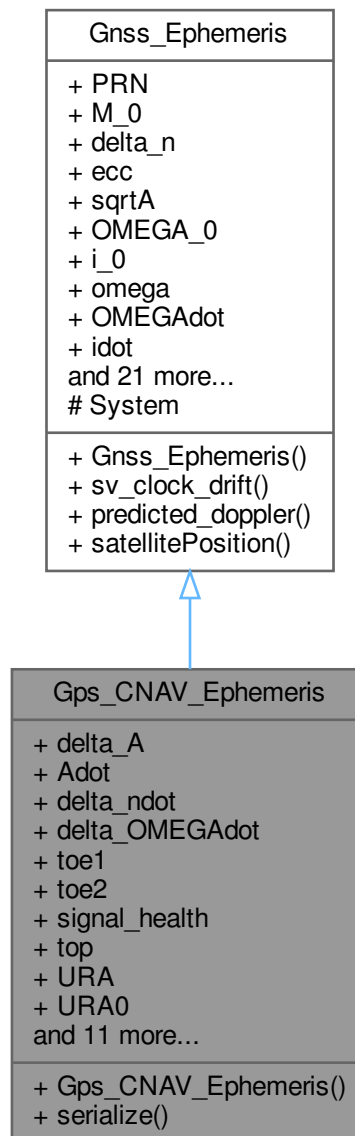 Gnss_Ephemeris
+ PRN
+ M_0
+ delta_n
+ ecc
+ sqrtA
+ OMEGA_0
+ i_0
+ omega
+ OMEGAdot
+ idot
and 21 more...
# System
+ Gnss_Ephemeris()
+ sv_clock_drift()
+ predicted_doppler()
+ satellitePosition()
Gps_CNAV_Ephemeris
+ delta_A
+ Adot
+ delta_ndot
+ delta_OMEGAdot
+ toe1
+ toe2
+ signal_health
+ top
+ URA
+ URA0
and 11 more...
+ Gps_CNAV_Ephemeris()
+ serialize()